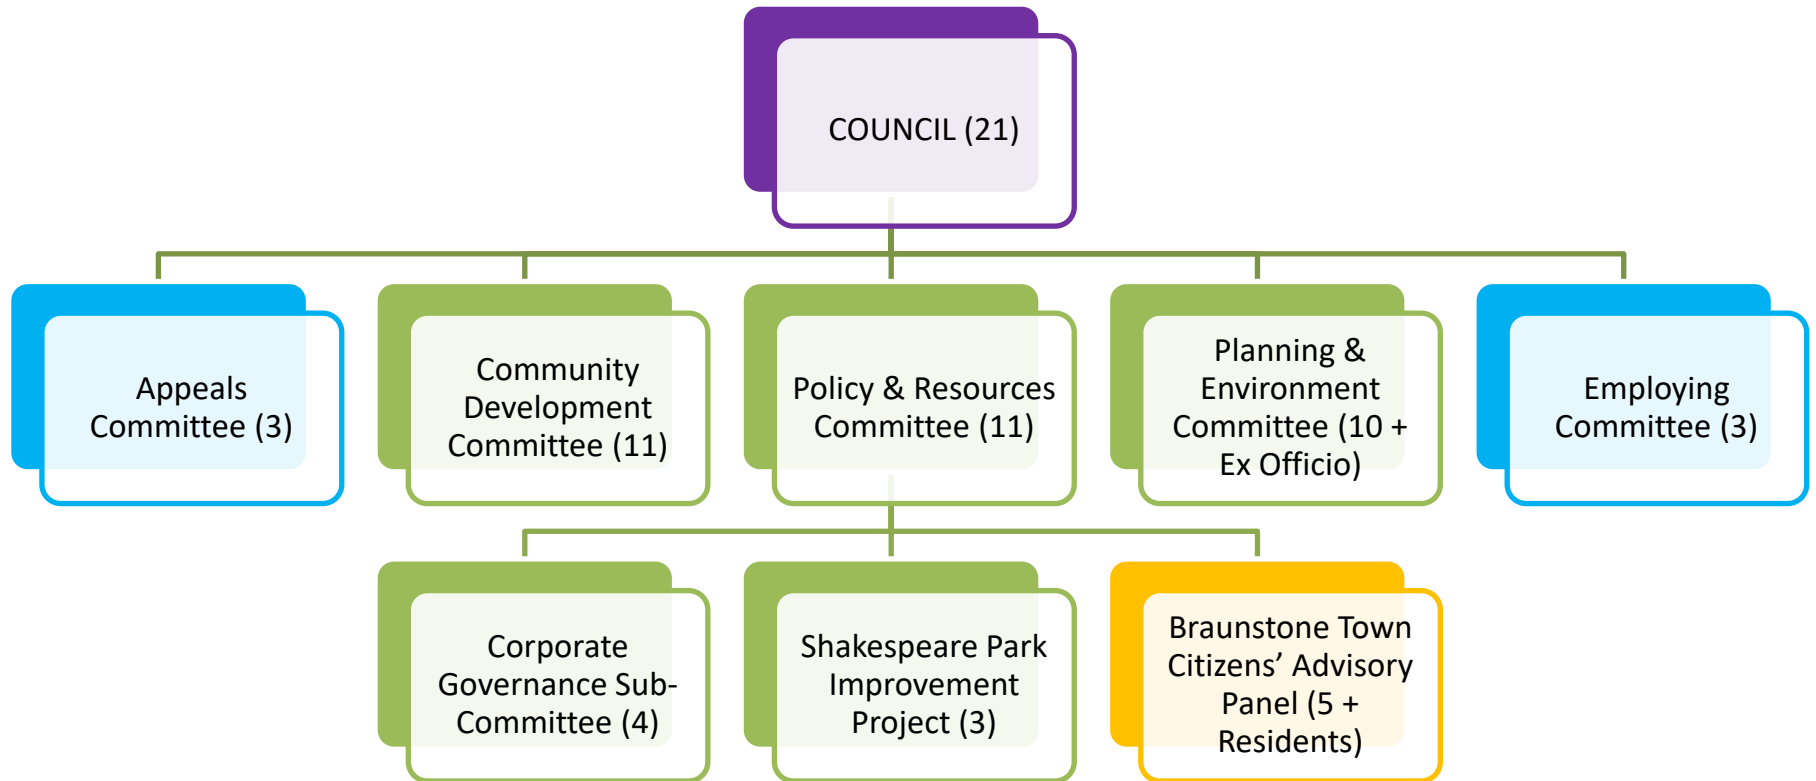 COUNCIL (21)
Appeals
Committee (3)
Community
Development
Committee (11)
Policy & Resources
Committee (11)
Planning &
Environment
Committee (10 +
Ex Officio)
Employing
Committee (3)
Corporate
Governance Sub-
Committee (4)
Shakespeare Park
Improvement
Project (3)
Braunstone Town
Citizens’ Advisory
Panel (5 +
Residents)